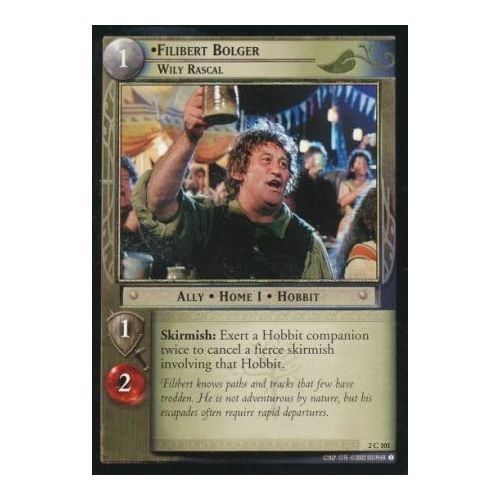 1
•Filibert Bolger
Wily Rascal
Ally • Home 1 • Hobbit
1
2
Skirmish: Exert a Hobbit companion
twice to cancel a fierce skirmish
involving that Hobbit.
Filibert knows paths and tracks that few have
trodden. He is not adventurous by nature, but his
escapades often require rapid departures.
2 C 101